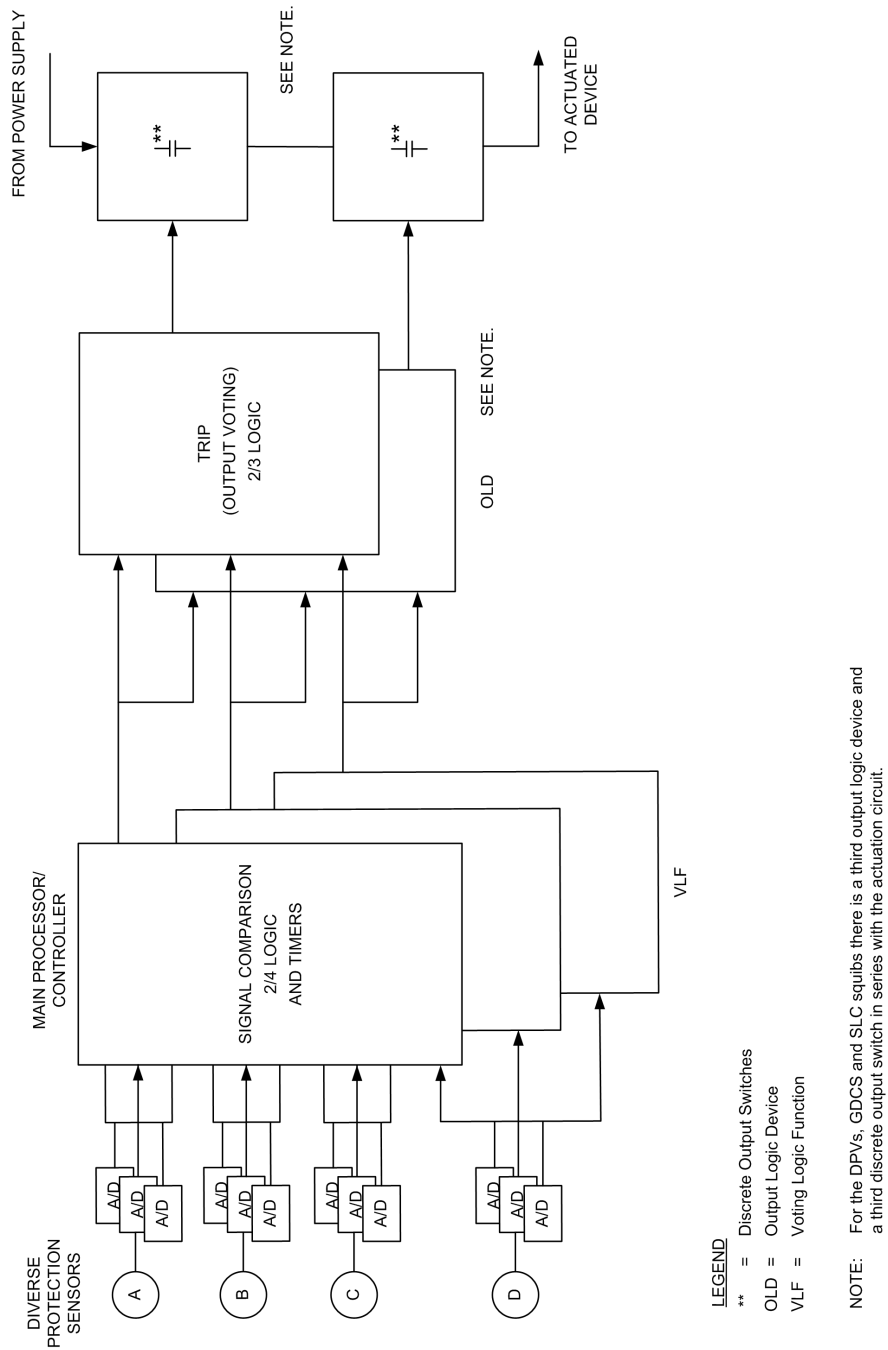 DIVERSE
PROTECTION
SENSORS
A
B
C
D
A/D
A/D
A/D
A/D
A/D
A/D
A/D
A/D
A/D
A/D
A/D
A/D
MAIN PROCESSOR/
CONTROLLER
SIGNAL COMPARISON
2/4 LOGIC
AND TIMERS
VLF
TRIP
(OUTPUT VOTING)
2/3 LOGIC
OLD
SEE NOTE.
FROM POWER SUPPLY
**
SEE NOTE.
**
TO ACTUATED
DEVICE
LEGEND
** = Discrete Output Switches
OLD = Output Logic Device
VLF = Voting Logic Function
NOTE: For the DPVs, GDCS and SLC squibs there is a third output logic device and
a third discrete output switch in series with the actuation circuit.